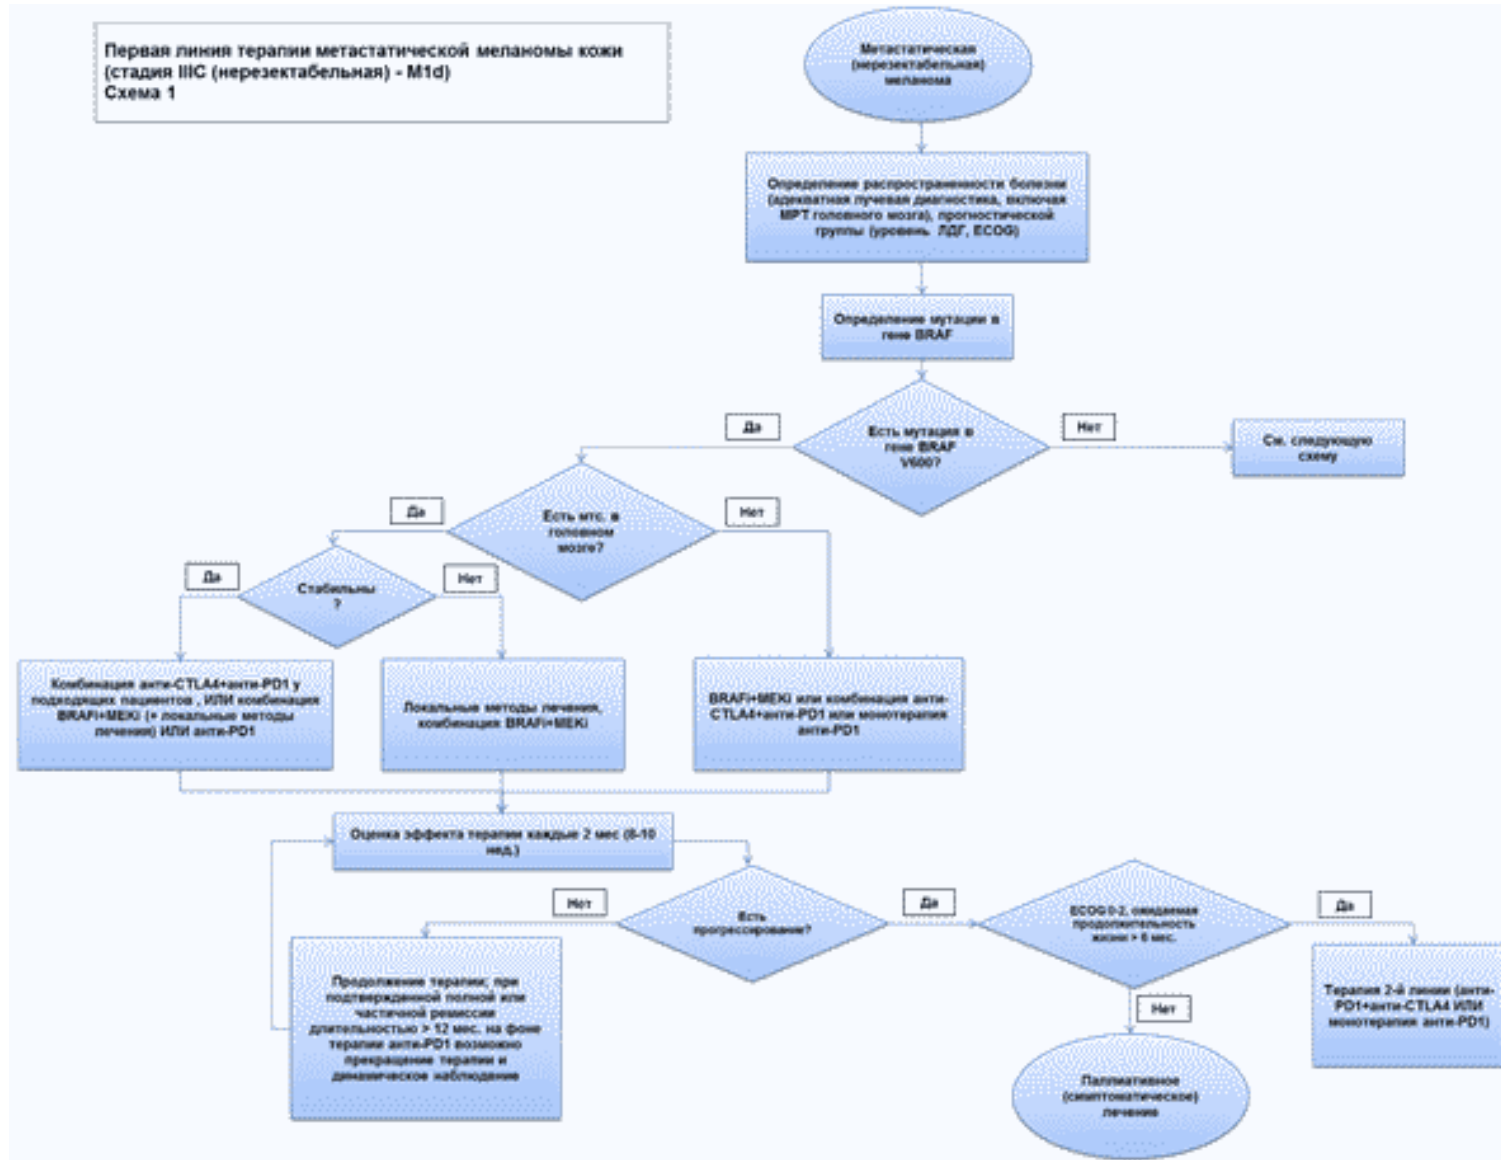 Первая линия терапии метастатической меланомы кожи
(стадия IIIC (нерезектабельная) - M1d)
Схема 1
Метастатическая
(нерезектабельная)
меланома
Определение распространенности болезни
(адекватная лучевая диагностика, включая
МРТ головного мозга), прогностической
группы (уровень ЛДГ, ECOG)
Определение мутации в
гене BRAF
Есть мутация в
гене BRAF
V600?
Да
Нет
См. следующую
схему
Есть мтс. в
головном
мозге?
Да
Нет
Стабильны
?
Да
Нет
Комбинация анти-CTLA4+анти-PD1 у
подходящих пациентов , ИЛИ комбинация
BRAFi+MEKi (+ локальные методы
лечения) ИЛИ анти-PD1
Локальные методы лечения,
комбинация BRAFi+MEKi
BRAFi+MEKi или комбинация анти-
CTLA4+анти-PD1 или монотерапия
анти-PD1
Оценка эффекта терапии каждые 2 мес (8-10
нед.)
Есть
прогрессирование?
Нет
Да
Продолжение терапии; при
подтвержденной полной или
частичной ремиссии
длительностью > 12 мес. на фоне
терапии анти-PD1 возможно
прекращение терапии и
динамическое наблюдение
ECOG 0-2, ожидаемая
продолжительность
жизни > 6 мес.
Да
Нет
Терапия 2-й линии (анти-
PD1+анти-CTLA4 ИЛИ
монотерапия анти-PD1)
Паллиативное
(симптоматическое)
лечение